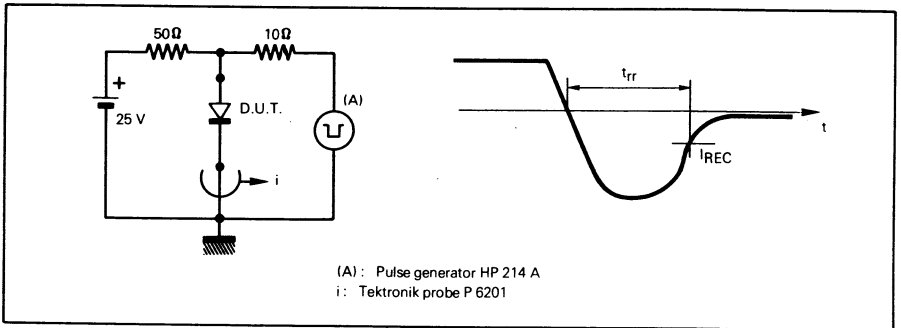 50Ω 10Ω
+
25 V
D.U.T.
(A)
i
trr
t
IREC
(A) : Pulse generator HP 214 A
i : Tektronik probe P 6201